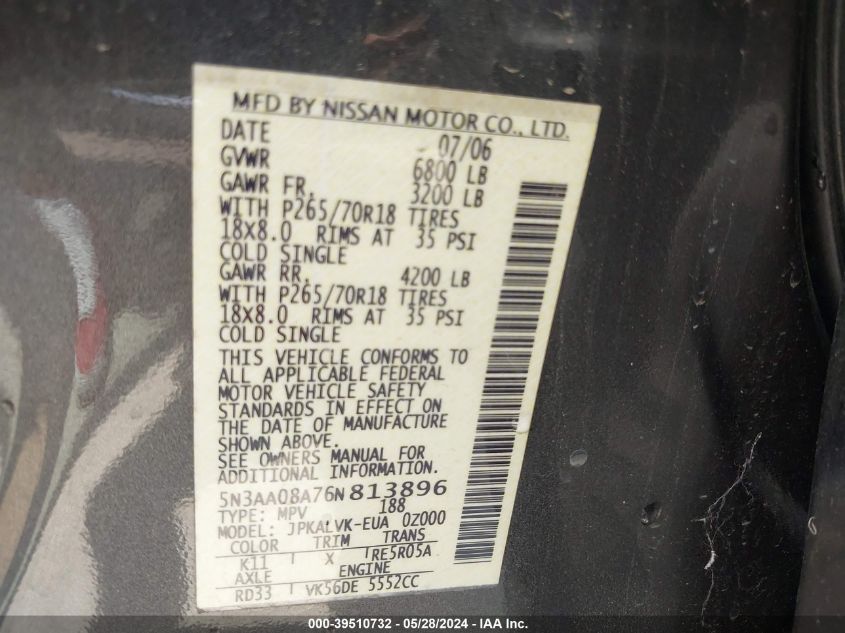 MFD BY NISSAN MOTOR CO., LTD.
DATE 07/06
GVWR 6800 LB
GAWR FR. 3200 LB
WITH P265/70R18 TIRES
18X8.0 RIMS AT 35 PSI
COLD SINGLE
GAWR RR. 4200 LB
WITH P265/70R18 TIRES
18X8.0 RIMS AT 35 PSI
COLD SINGLE
THIS VEHICLE CONFORMS TO
ALL APPLICABLE FEDERAL
MOTOR VEHICLE SAFETY
STANDARDS IN EFFECT ON
THE DATE OF MANUFACTURE
SHOWN ABOVE.
SEE OWNERS MANUAL FOR
ADDITIONAL INFORMATION.
5N3AA08A76N813896
TYPE: MPV 188
MODEL: JPKALVK-EUA 0Z000
COLOR TRIM TRANS
K11 X RE5R05A
AXLE ENGINE
RD33 VK56DE 5552CC
000-39510732 - 05/28/2024 - IAA Inc.